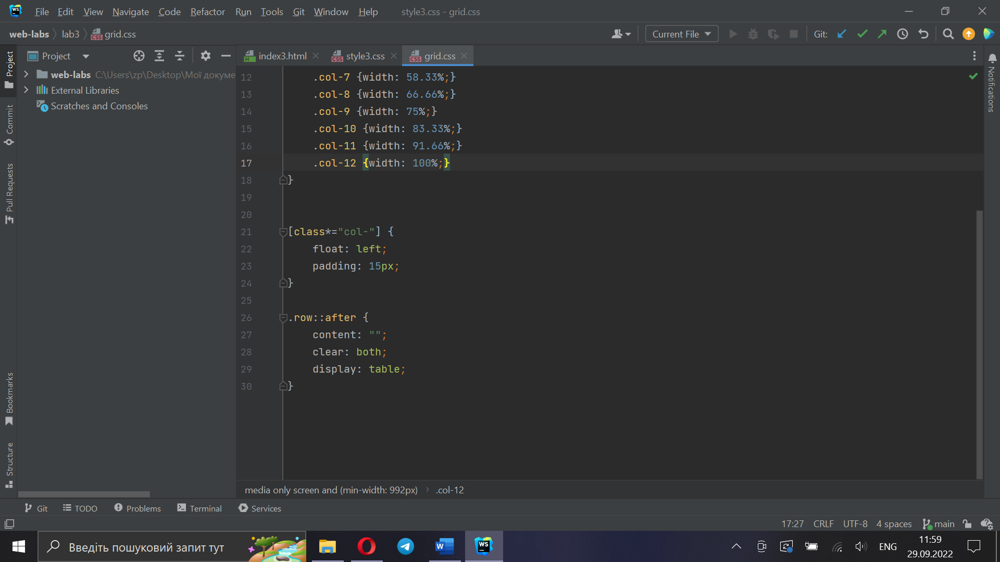 File Edit View Navigate Code Refactor Run Tools Git Window Help style3.css - grid.css
web-labs lab3 grid.css Current File Git:
Project index3.html style3.css grid.css
web-labs C:\Users\zp\Desktop\Мої докуме
External Libraries
Scratches and Consoles
Project
Commit
Pull Requests
Bookmarks
Structure
Notifications
12 .col-7 {width: 58.33%;}
13 .col-8 {width: 66.66%;}
14 .col-9 {width: 75%;}
15 .col-10 {width: 83.33%;}
16 .col-11 {width: 91.66%;}
17 .col-12 {width: 100%;}
18 }
19
20
21 [class*="col-"] {
22 float: left;
23 padding: 15px;
24 }
25
26 .row::after {
27 content: "";
28 clear: both;
29 display: table;
30 }
media only screen and (min-width: 992px) .col-12
Git TODO Problems Terminal Services
17:27 CRLF UTF-8 4 spaces main
Введіть пошуковий запит тут
ENG
11:59
29.09.2022